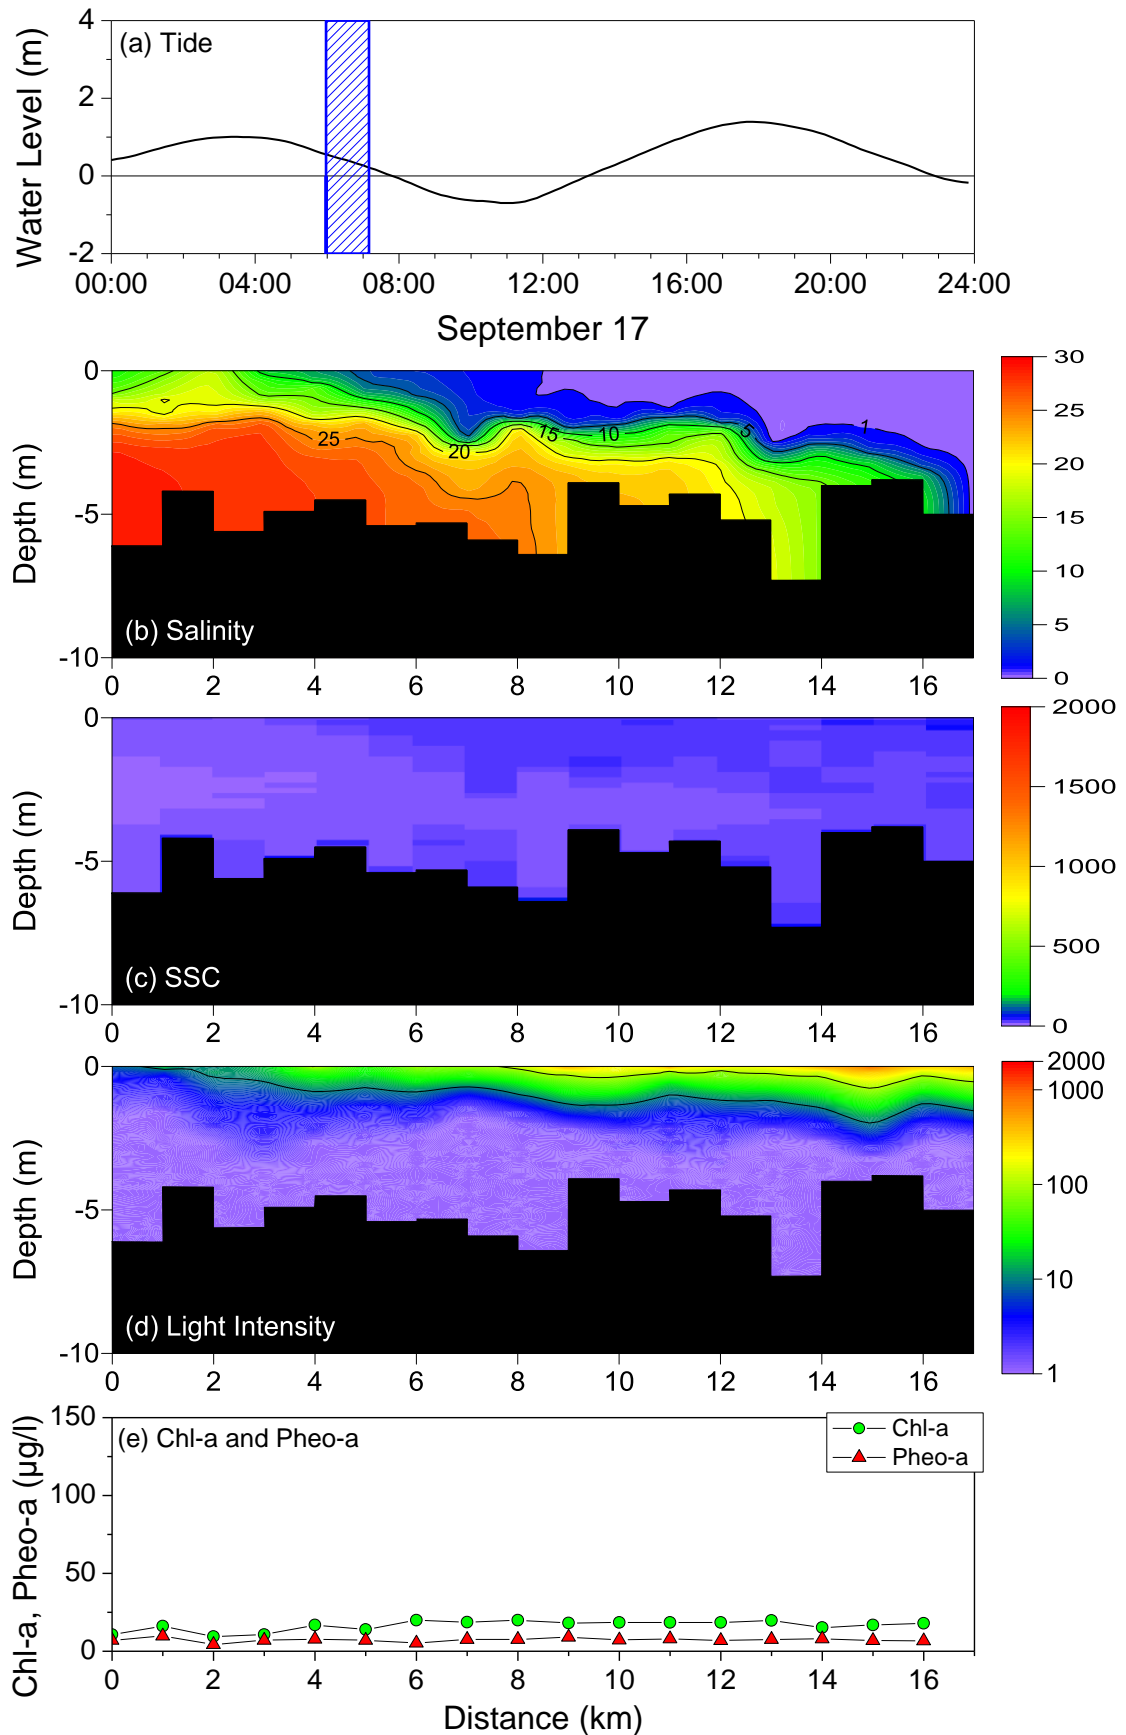 4
(a) Tide
2
0
-2
Water Level (m)
00:00 04:00 08:00 12:00 16:00 20:00 24:00
September 17
0
-5
-10
Depth (m)
25
20
15
10
5
1
(b) Salinity
0 2 4 6 8 10 12 14 16
30
25
20
15
10
5
0
0
-5
-10
Depth (m)
(c) SSC
0 2 4 6 8 10 12 14 16
2000
1500
1000
500
0
0
-5
-10
Depth (m)
(d) Light Intensity
0 2 4 6 8 10 12 14 16
2000
1000
100
10
1
150
100
50
0
Chl-a, Pheo-a (µg/l)
(e) Chl-a and Pheo-a
Chl-a
Pheo-a
0 2 4 6 8 10 12 14 16
Distance (km)